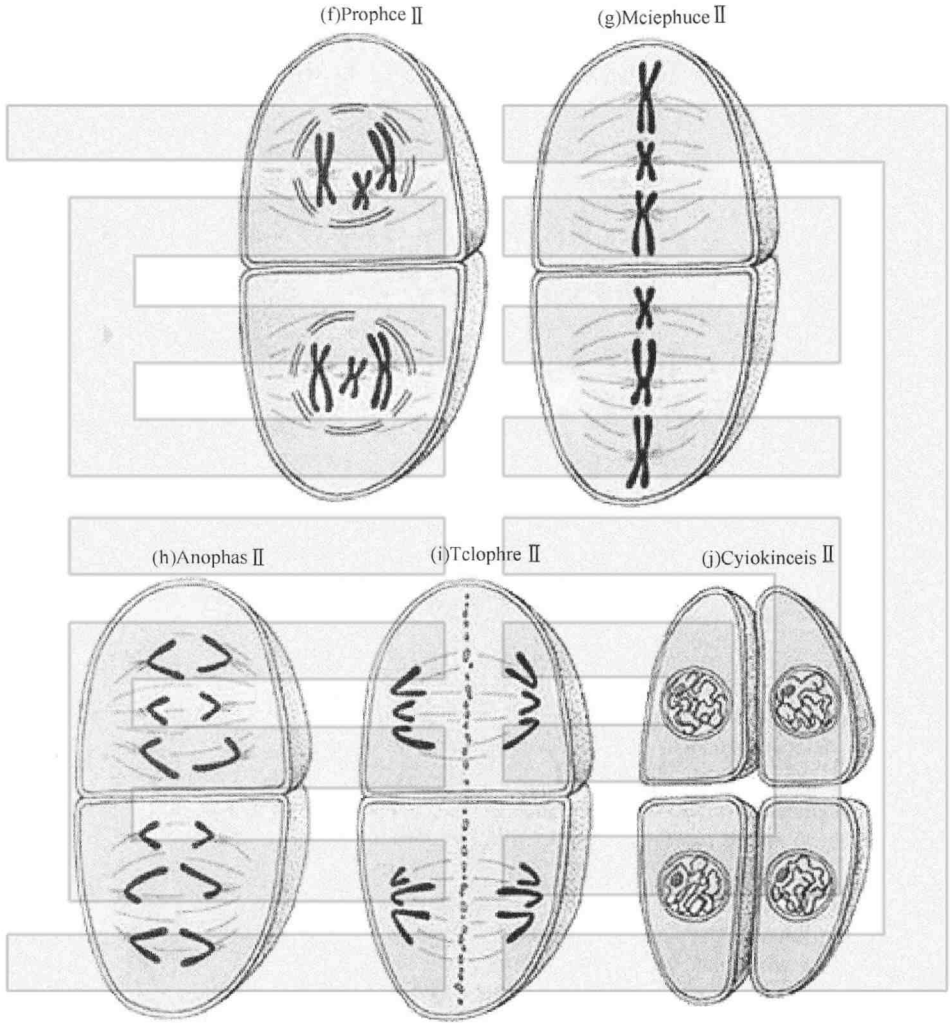 (f)Prophce Ⅱ
(g)Mciephuce Ⅱ
(h)Anophas Ⅱ
(i)Tclophre Ⅱ
(j)Cyiokinceis Ⅱ